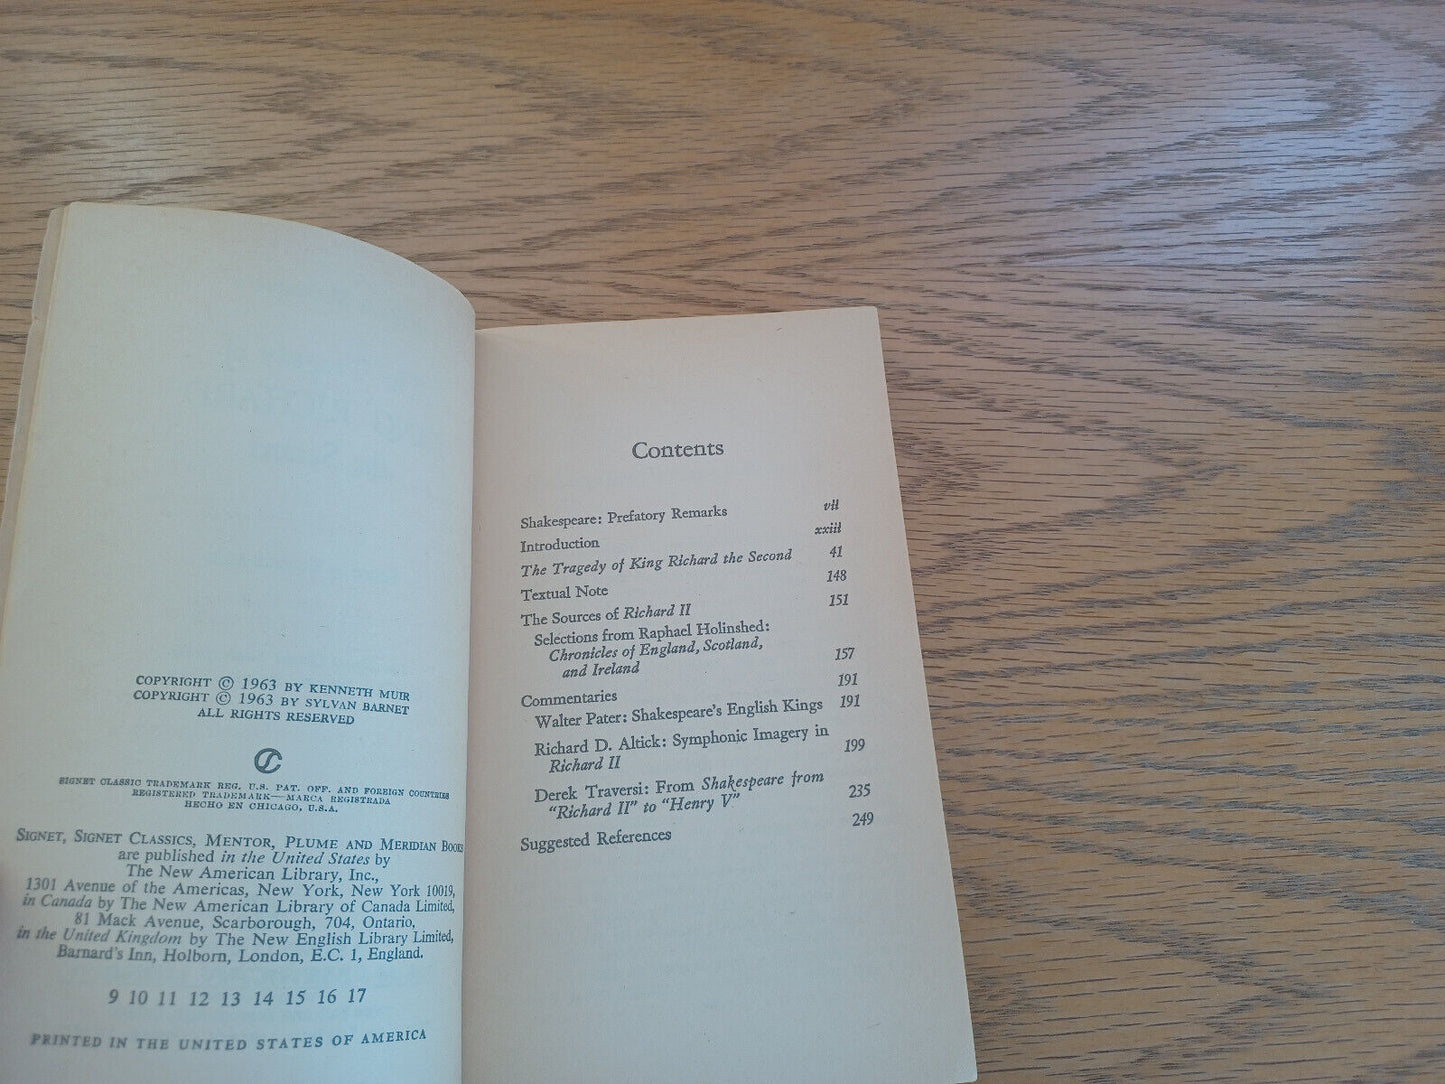 COPYRIGHT © 1963 BY KENNETH MUIR
COPYRIGHT © 1963 BY SYLVAN BARNET
ALL RIGHTS RESERVED
SIGNET CLASSIC TRADEMARK REG. U.S. PAT. OFF. AND FOREIGN COUNTRIES
REGISTERED TRADEMARK—MARCA REGISTRADA
HECHO EN CHICAGO, U.S.A.
SIGNET, SIGNET CLASSICS, MENTOR, PLUME AND MERIDIAN BOOKS
are published in the United States by
The New American Library, Inc.,
1301 Avenue of the Americas, New York, New York 10019,
in Canada by The New American Library of Canada Limited,
81 Mack Avenue, Scarborough, 704, Ontario,
in the United Kingdom by The New English Library Limited,
Barnard's Inn, Holborn, London, E.C. 1, England.
9 10 11 12 13 14 15 16 17
PRINTED IN THE UNITED STATES OF AMERICA
Contents
Shakespeare: Prefatory Remarks vii
Introduction xxiii
The Tragedy of King Richard the Second 41
Textual Note 148
The Sources of Richard II 151
Selections from Raphael Holinshed:
Chronicles of England, Scotland,
and Ireland 157
Commentaries 191
Walter Pater: Shakespeare's English Kings 191
Richard D. Altick: Symphonic Imagery in
Richard II 199
Derek Traversi: From Shakespeare from
"Richard II" to "Henry V" 235
Suggested References 249